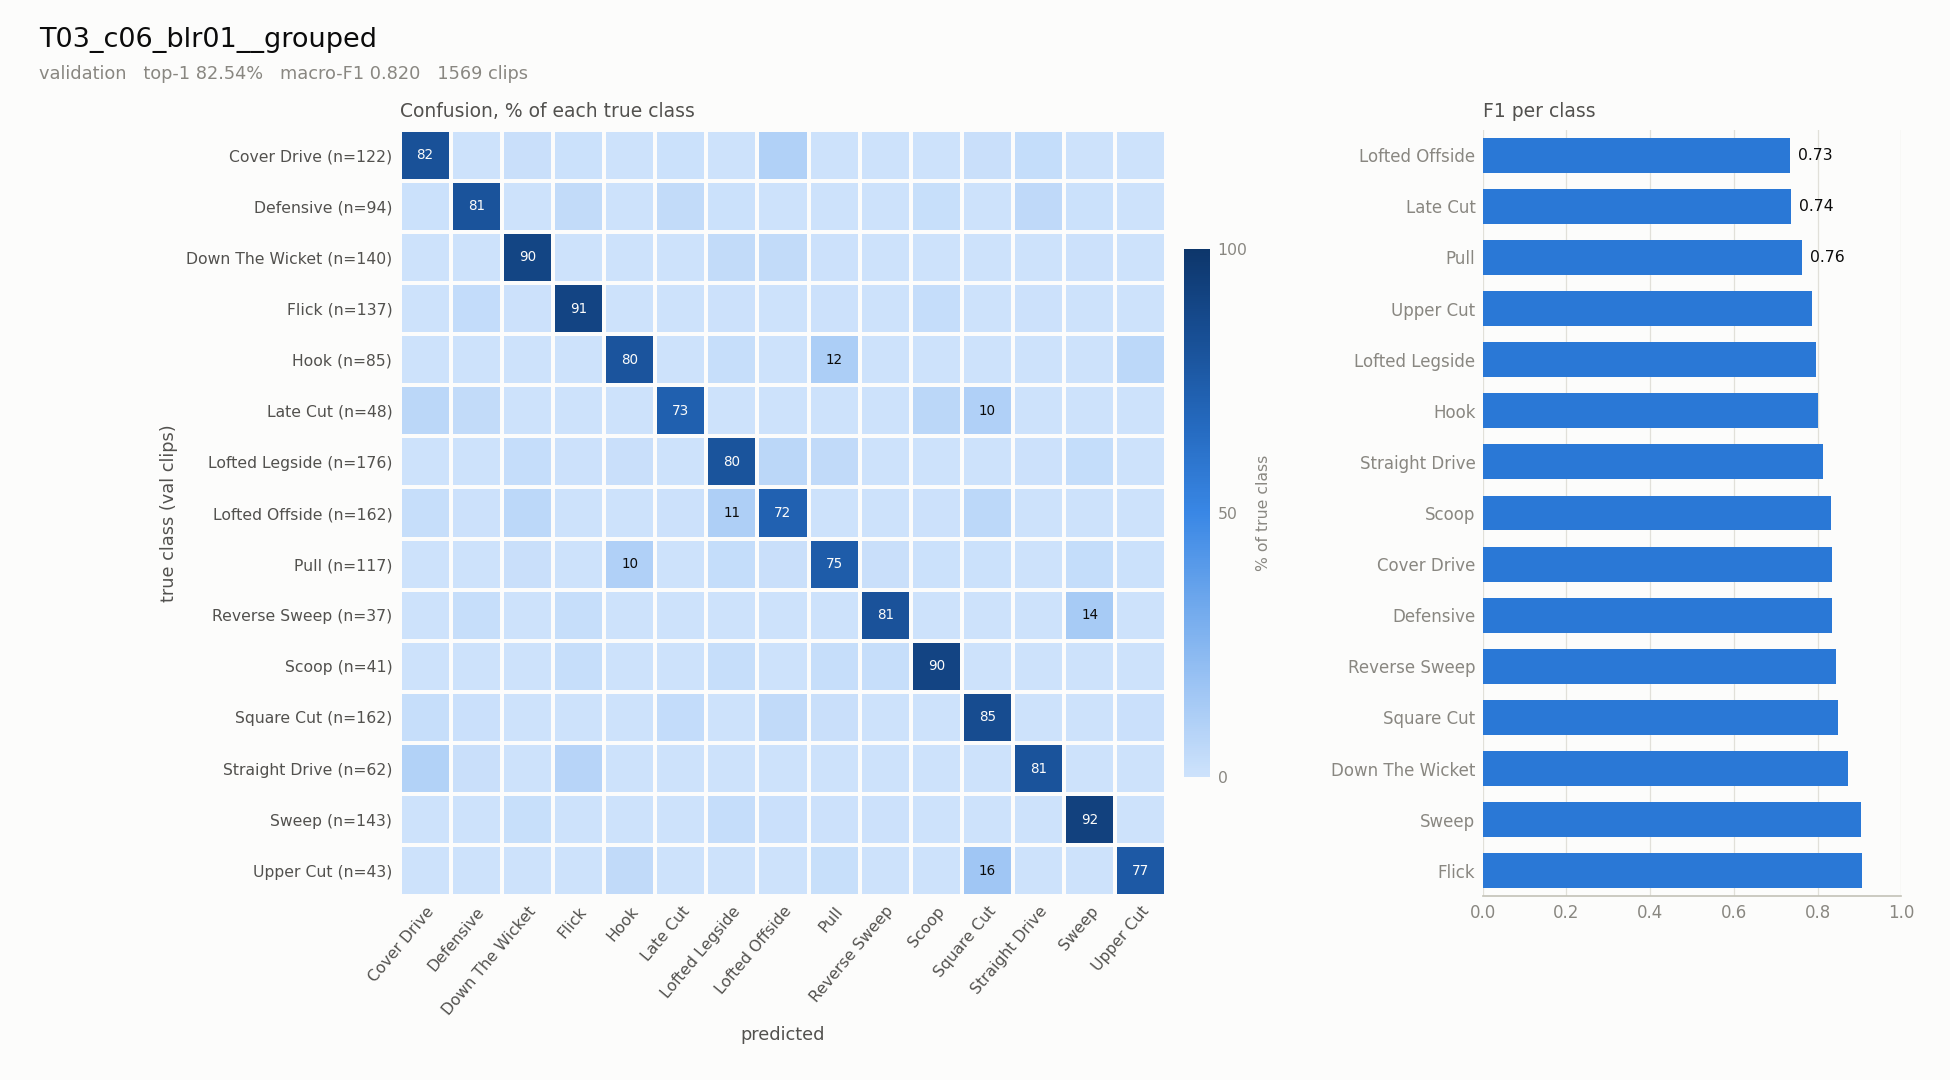 T03_c06_blr01__grouped
validation top-1 82.54% macro-F1 0.820 1569 clips
Confusion, % of each true class
Cover Drive (n=122) 82
Defensive (n=94) 81
Down The Wicket (n=140) 90
Flick (n=137) 91
Hook (n=85) 80 12
Late Cut (n=48) 73 10
Lofted Legside (n=176) 80
Lofted Offside (n=162) 11 72
Pull (n=117) 10 75
Reverse Sweep (n=37) 81 14
Scoop (n=41) 90
Square Cut (n=162) 85
Straight Drive (n=62) 81
Sweep (n=143) 92
Upper Cut (n=43) 16 77
true class (val clips)
Cover Drive
Defensive
Down The Wicket
Flick
Hook
Late Cut
Lofted Legside
Lofted Offside
Pull
Reverse Sweep
Scoop
Square Cut
Straight Drive
Sweep
Upper Cut
predicted
100
50
0
% of true class
F1 per class
Lofted Offside 0.73
Late Cut 0.74
Pull 0.76
Upper Cut
Lofted Legside
Hook
Straight Drive
Scoop
Cover Drive
Defensive
Reverse Sweep
Square Cut
Down The Wicket
Sweep
Flick
0.0 0.2 0.4 0.6 0.8 1.0